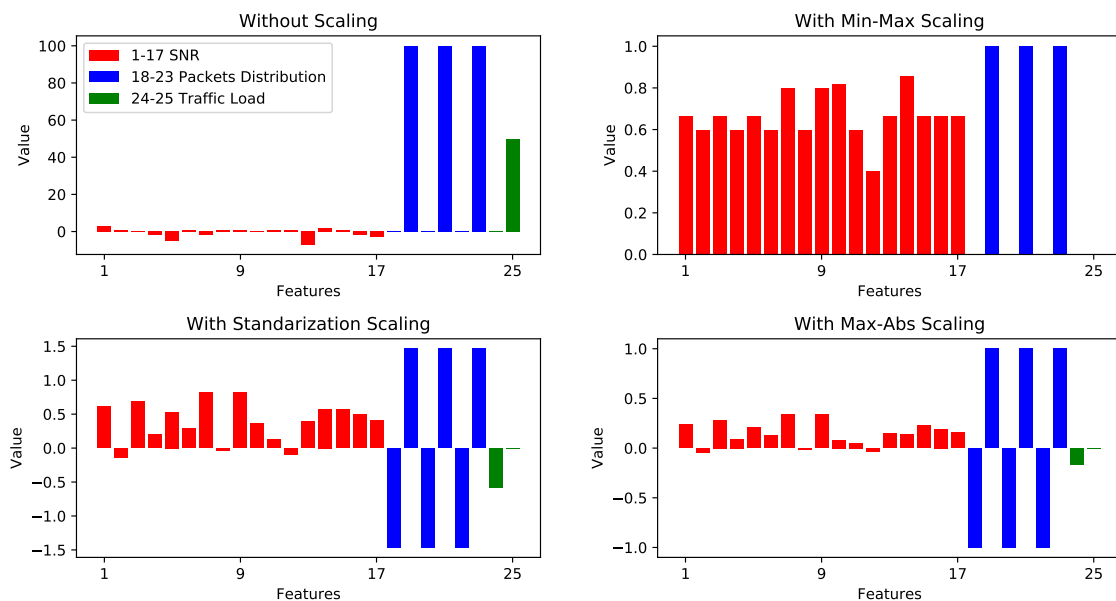 Without Scaling
100
80
60
40
20
0
Value
1-17 SNR
18-23 Packets Distribution
24-25 Traffic Load
1 9 17 25
Features
With Min-Max Scaling
1.0
0.8
0.6
0.4
0.2
0.0
Value
1 9 17 25
Features
With Standarization Scaling
1.5
1.0
0.5
0.0
−0.5
−1.0
−1.5
Value
1 9 17 25
Features
With Max-Abs Scaling
1.0
0.5
0.0
−0.5
−1.0
Value
1 9 17 25
Features